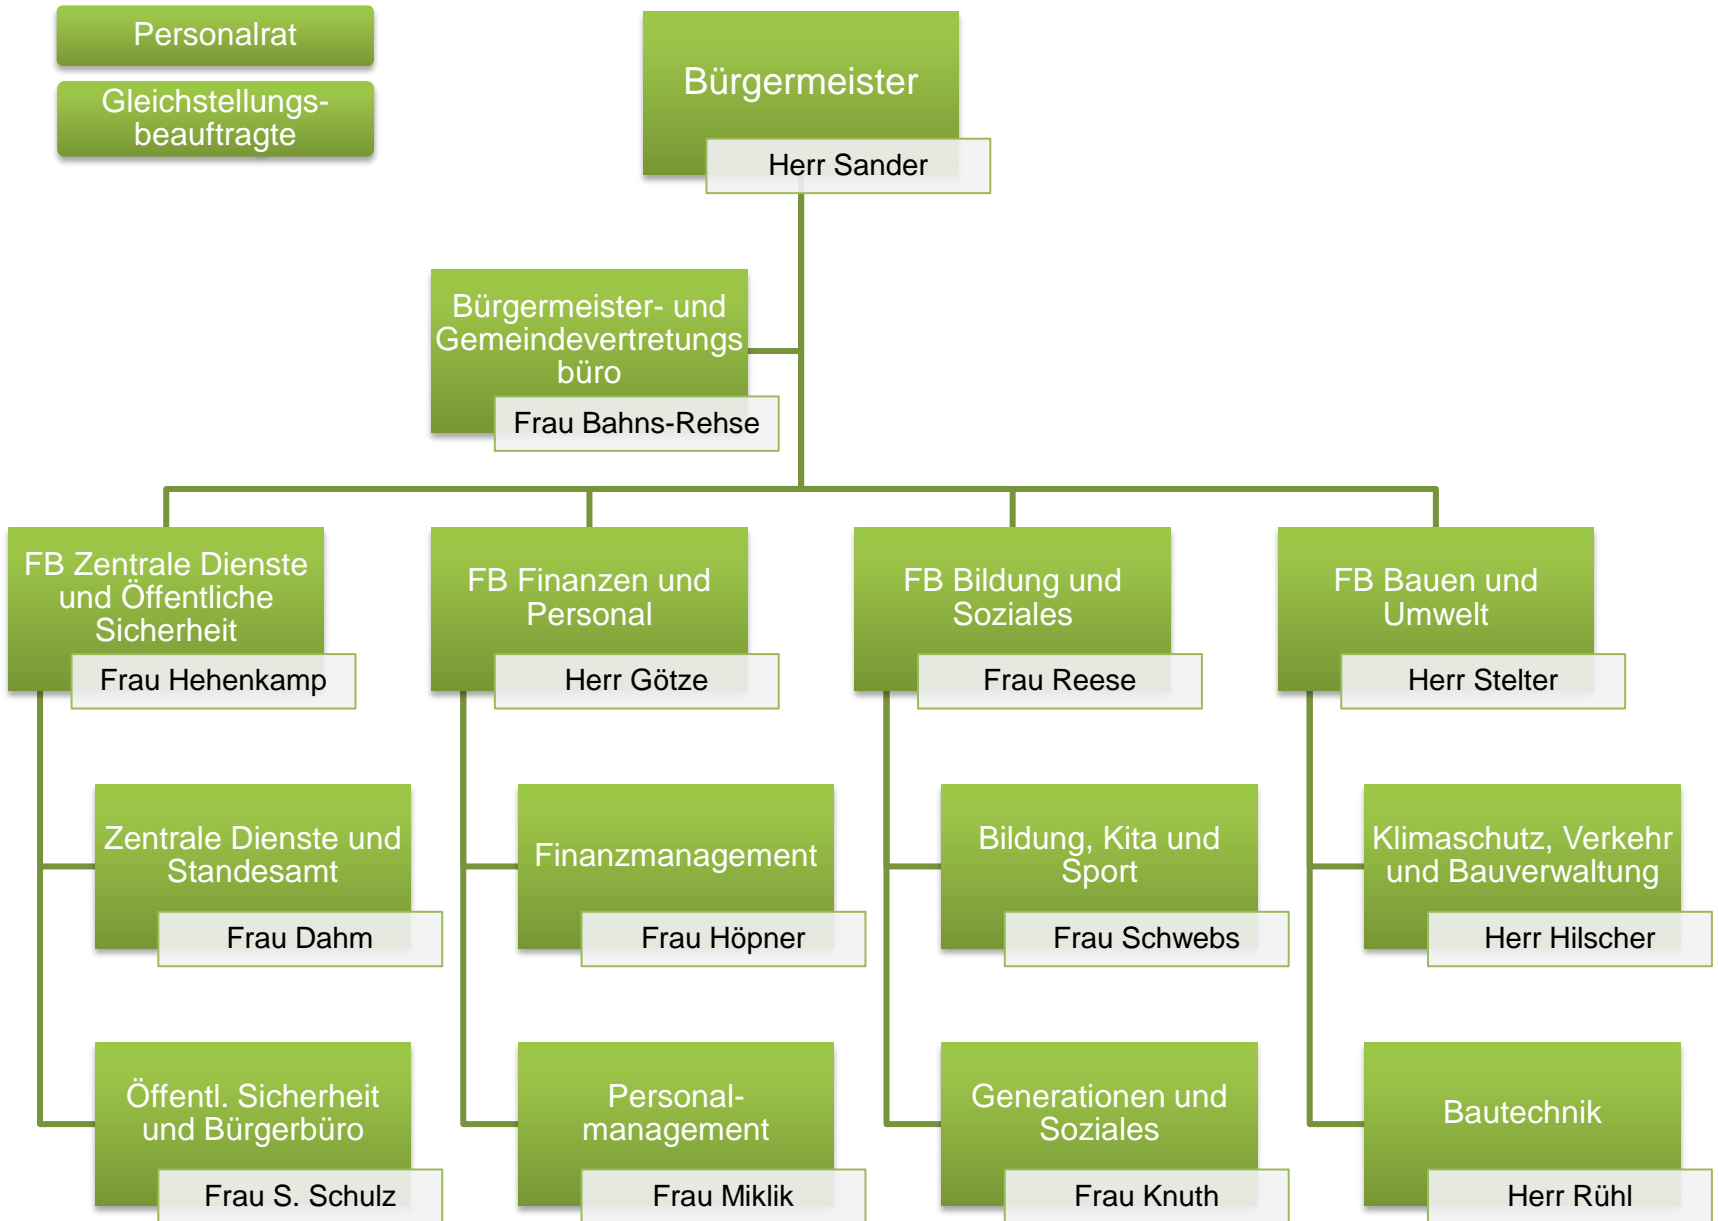 Personalrat
Gleichstellungs-
beauftragte
Bürgermeister
Herr Sander
Bürgermeister- und
Gemeindevertretungs
büro
Frau Bahns-Rehse
FB Zentrale Dienste
und Öffentliche
Sicherheit
Frau Hehenkamp
FB Finanzen und
Personal
Herr Götze
FB Bildung und
Soziales
Frau Reese
FB Bauen und
Umwelt
Herr Stelter
Zentrale Dienste und
Standesamt
Frau Dahm
Finanzmanagement
Frau Höpner
Bildung, Kita und
Sport
Frau Schwebs
Klimaschutz, Verkehr
und Bauverwaltung
Herr Hilscher
Öffentl. Sicherheit
und Bürgerbüro
Frau S. Schulz
Personal-
management
Frau Miklik
Generationen und
Soziales
Frau Knuth
Bautechnik
Herr Rühl